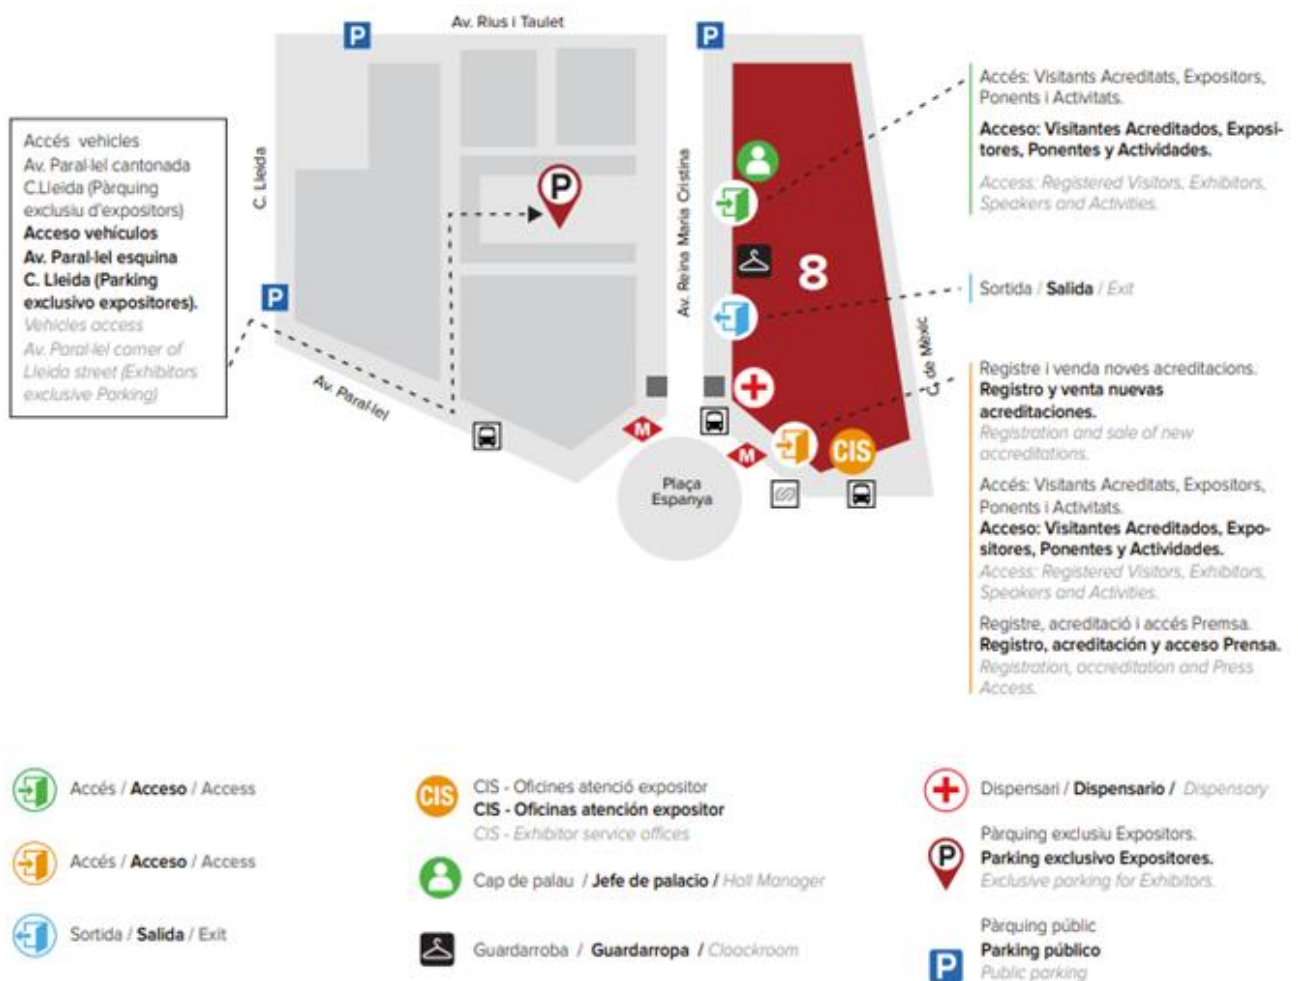 Av. Rius i Taulet
P
P
Accés vehicles
Av. Paral·lel cantonada
C.Lleida (Pàrquing
exclusiu d'expositors)
Acceso vehículos
Av. Paral·lel esquina
C. Lleida (Parking
exclusivo expositores).
Vehicles access
Av. Paral·lel corner of
Lleida street (Exhibitors
exclusive Parking)
C. Lleida
P
P
Av. Paral·lel
Av. Reina Maria Cristina
8
C. de Mèxic
M
M
CIS
Plaça
Espanya
Accés: Visitants Acreditats, Expositors,
Ponents i Activitats.
Acceso: Visitantes Acreditados, Exposi-
tores, Ponentes y Actividades.
Access: Registered Visitors, Exhibitors,
Speakers and Activities.
Sortida / Salida / Exit
Registre i venda noves acreditacions.
Registro y venta nuevas
acreditaciones.
Registration and sale of new
accreditations.
Accés: Visitants Acreditats, Expositors,
Ponents i Activitats.
Acceso: Visitantes Acreditados, Expo-
sitores, Ponentes y Actividades.
Access: Registered Visitors, Exhibitors,
Speakers and Activities.
Registre, acreditació i accés Premsa.
Registro, acreditación y acceso Prensa.
Registration, accreditation and Press
Access.
Accés / Acceso / Access
Accés / Acceso / Access
Sortida / Salida / Exit
CIS
CIS - Oficines atenció expositor
CIS - Oficinas atención expositor
CIS - Exhibitor service offices
Cap de palau / Jefe de palacio / Hall Manager
Guardarroba / Guardarropa / Cloackroom
Dispensari / Dispensario / Dispensory
P
Pàrquing exclusiu Expositors.
Parking exclusivo Expositores.
Exclusive parking for Exhibitors.
P
Pàrquing públic
Parking público
Public parking